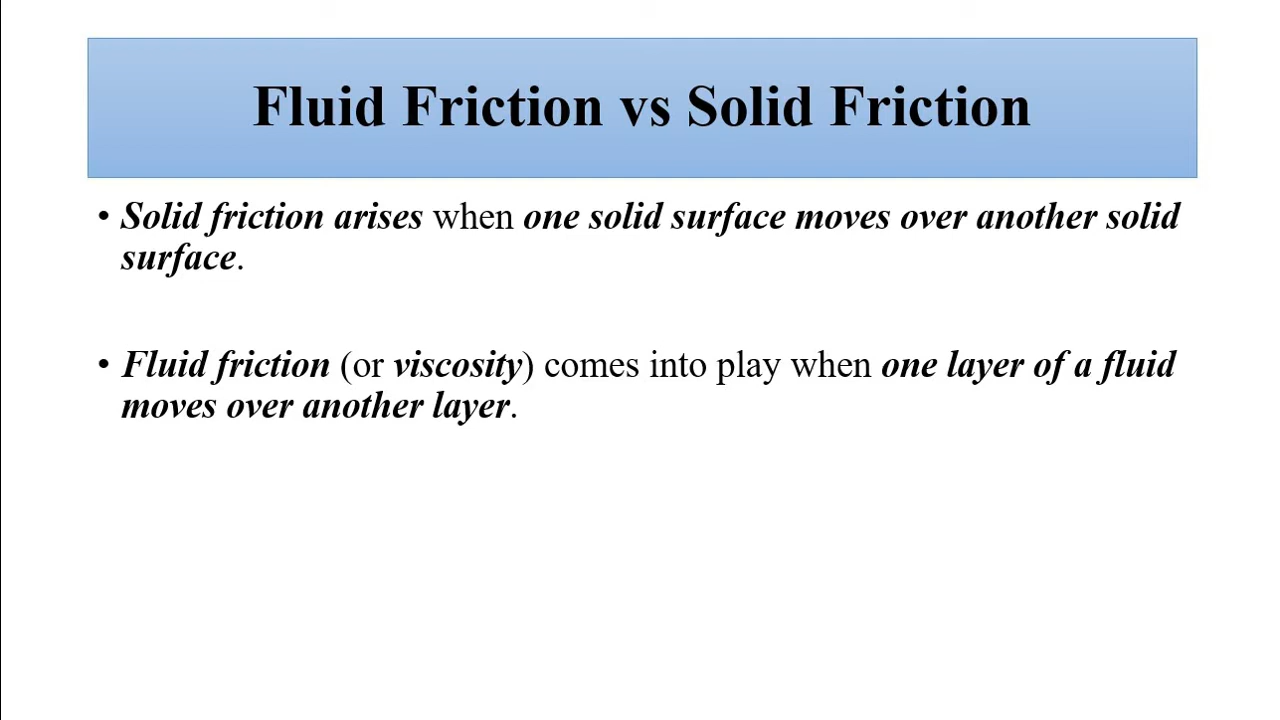 Fluid Friction vs Solid Friction
• Solid friction arises when one solid surface moves over another solid
surface.
• Fluid friction (or viscosity) comes into play when one layer of a fluid
moves over another layer.